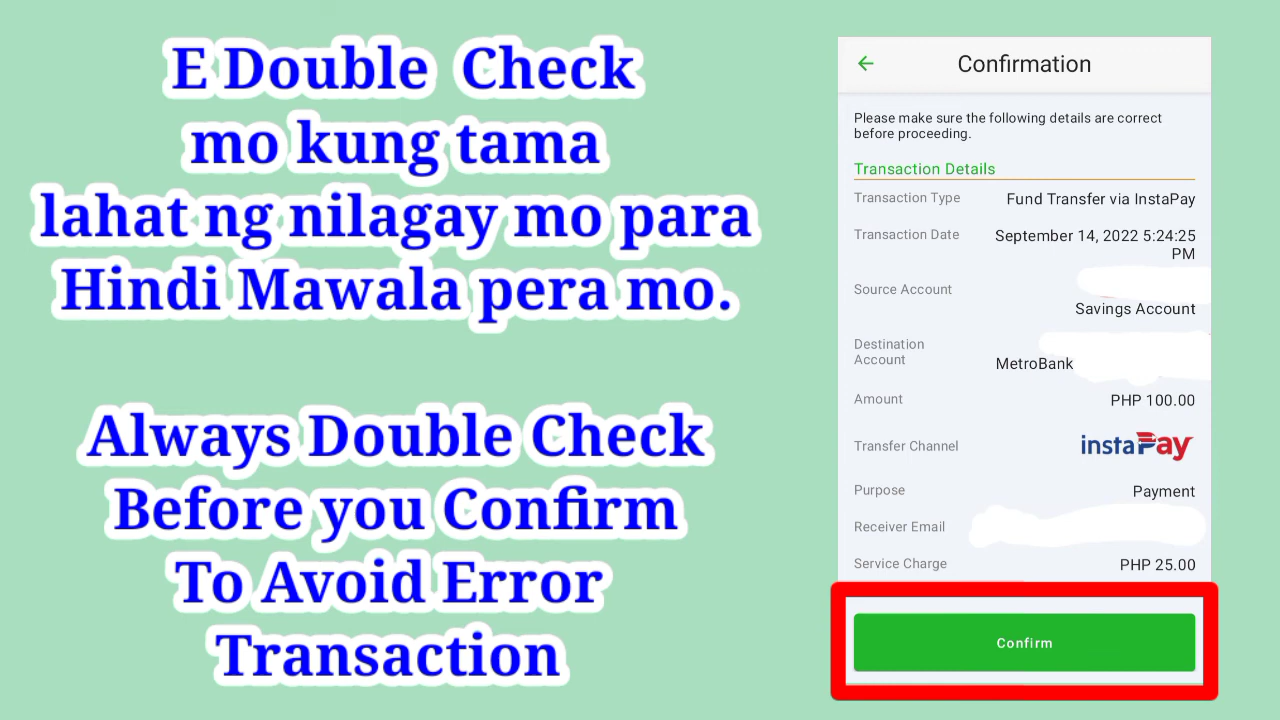 E Double Check
mo kung tama
lahat ng nilagay mo para
Hindi Mawala pera mo.
Always Double Check
Before you Confirm
To Avoid Error
Transaction
Confirmation
Please make sure the following details are correct
before proceeding.
Transaction Details
Transaction Type Fund Transfer via InstaPay
Transaction Date September 14, 2022 5:24:25
PM
Source Account
Savings Account
Destination
Account MetroBank
Amount PHP 100.00
Transfer Channel instaPay
Purpose Payment
Receiver Email
Service Charge PHP 25.00
Confirm